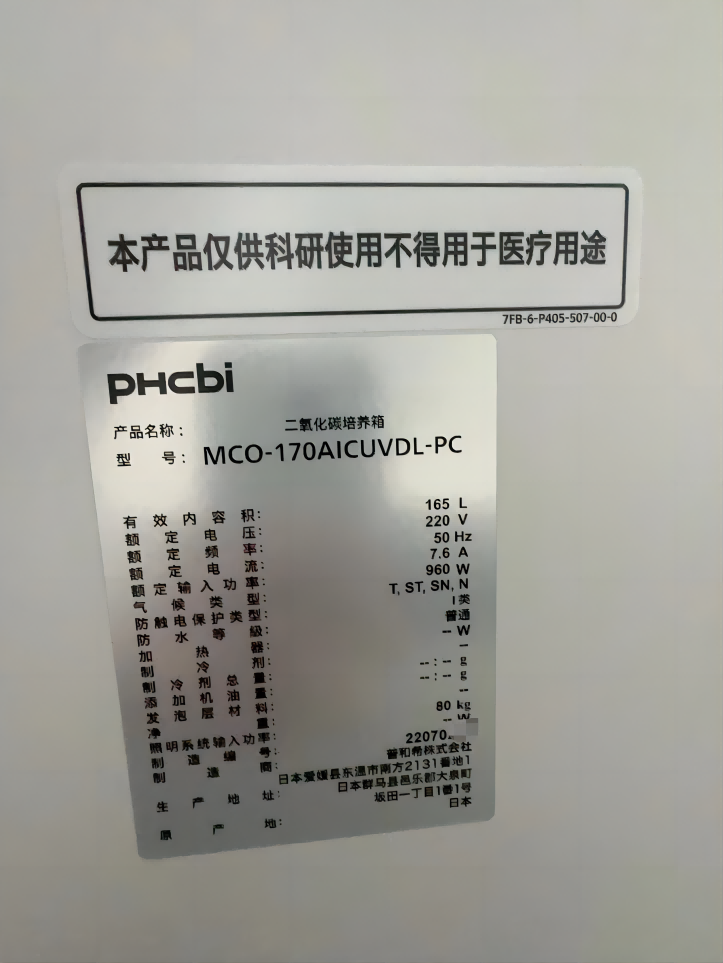 本产品仅供科研使用不得用于医疗用途
7FB-6-P405-507-00-0
PHCbi
产品名称: 二氧化碳培养箱
型 号: MCO-170AICUVDL-PC
有效内容积: 165 L
额定电压: 220 V
额定频率: 50 Hz
额定电流: 7.6 A
额定输入功率: 960 W
气候类型: T, ST, SN, N
防触电保护类型: I类
防水等級: 普通
加热器: -- W
制冷剂: --
制冷剂总量: --:-- g
添加机油量: --:-- g
发泡层材料: --
净重: 80 kg
照明系统输入功率: -- W
制造编号: 22070
制造商: 普和希株式会社
日本爱媛县东温市南方2131番地1
生产地址: 日本群马县邑乐郡大泉町
坂田一丁目1番1号
原产地: 日本